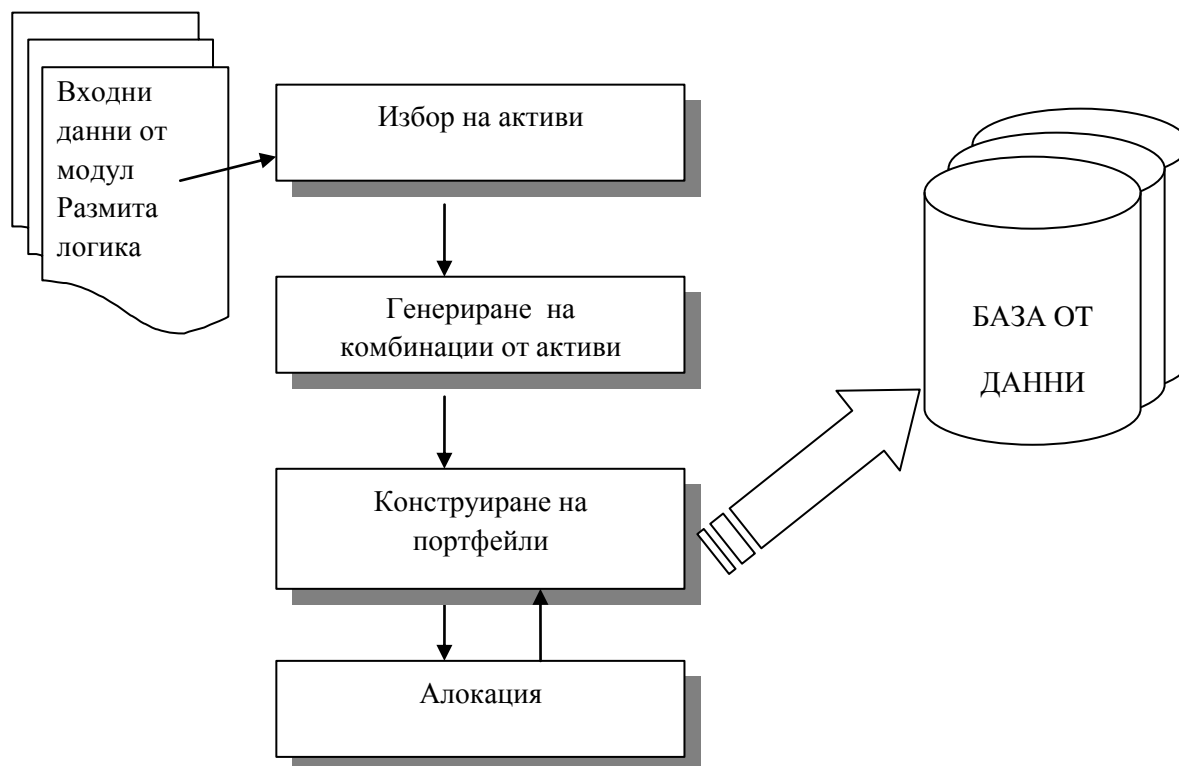 Входни
данни от
модул
Размита
логика
Избор на активи
Генериране на
комбинации от активи
Конструиране на
портфейли
Алокация
БАЗА ОТ
ДАННИ